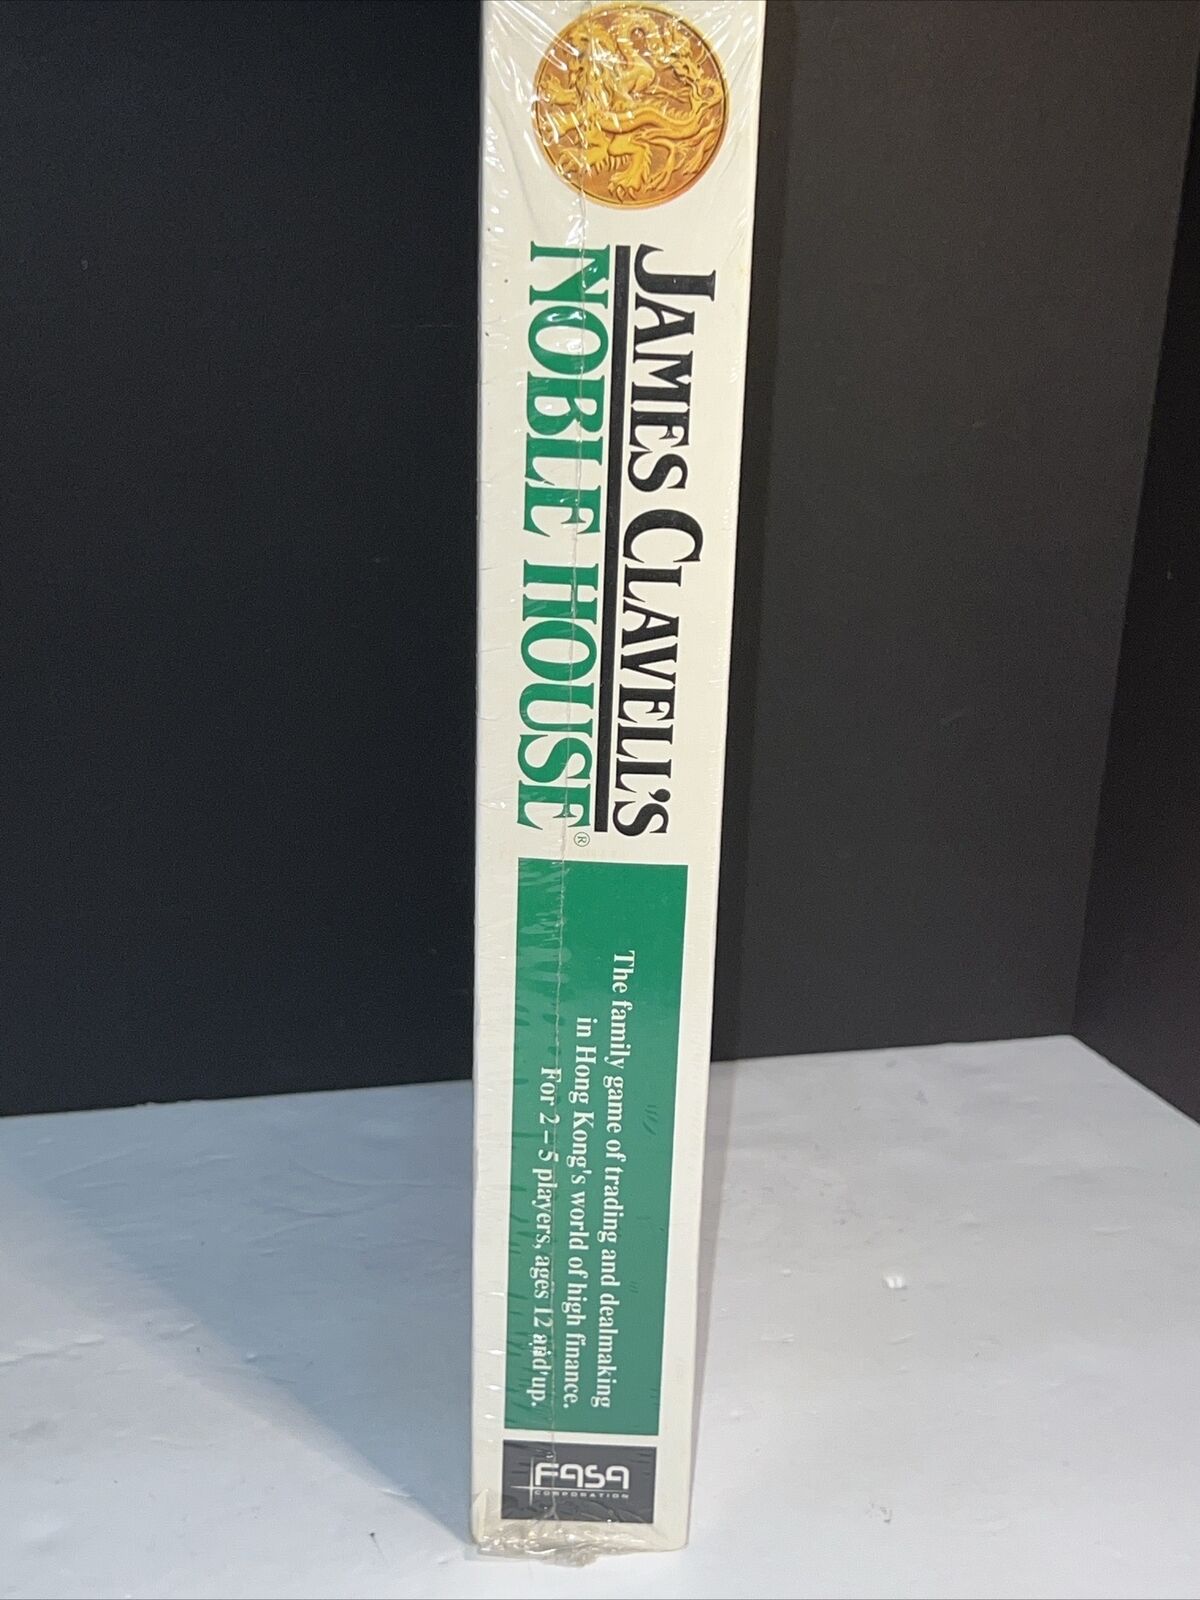 JAMES CLAVELL'S
NOBLE HOUSE®
The family game of trading and dealmaking
in Hong Kong's world of high finance.
For 2 – 5 players, ages 12 and up.
FASA
CORPORATION